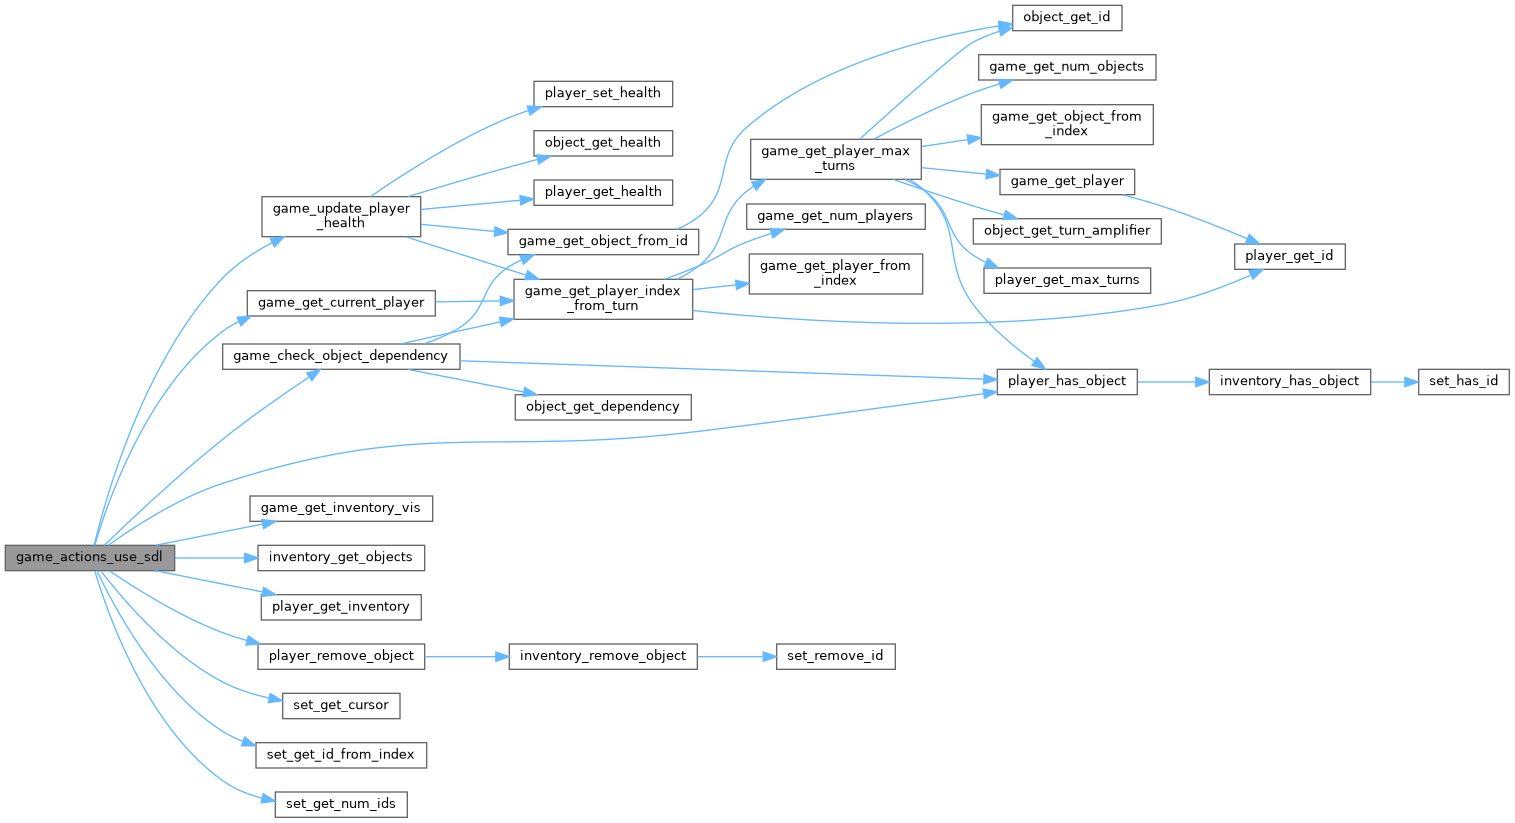 object_get_id
game_get_num_objects
player_set_health
game_get_object_from
_index
object_get_health
game_get_player_max
_turns
game_get_player
player_get_health
game_update_player
_health
game_get_num_players
object_get_turn_amplifier
game_get_object_from_id
player_get_id
game_get_player_from
_index
player_get_max_turns
game_get_player_index
_from_turn
game_get_current_player
game_check_object_dependency
player_has_object
inventory_has_object
set_has_id
object_get_dependency
game_get_inventory_vis
game_actions_use_sdl
inventory_get_objects
player_get_inventory
player_remove_object
inventory_remove_object
set_remove_id
set_get_cursor
set_get_id_from_index
set_get_num_ids